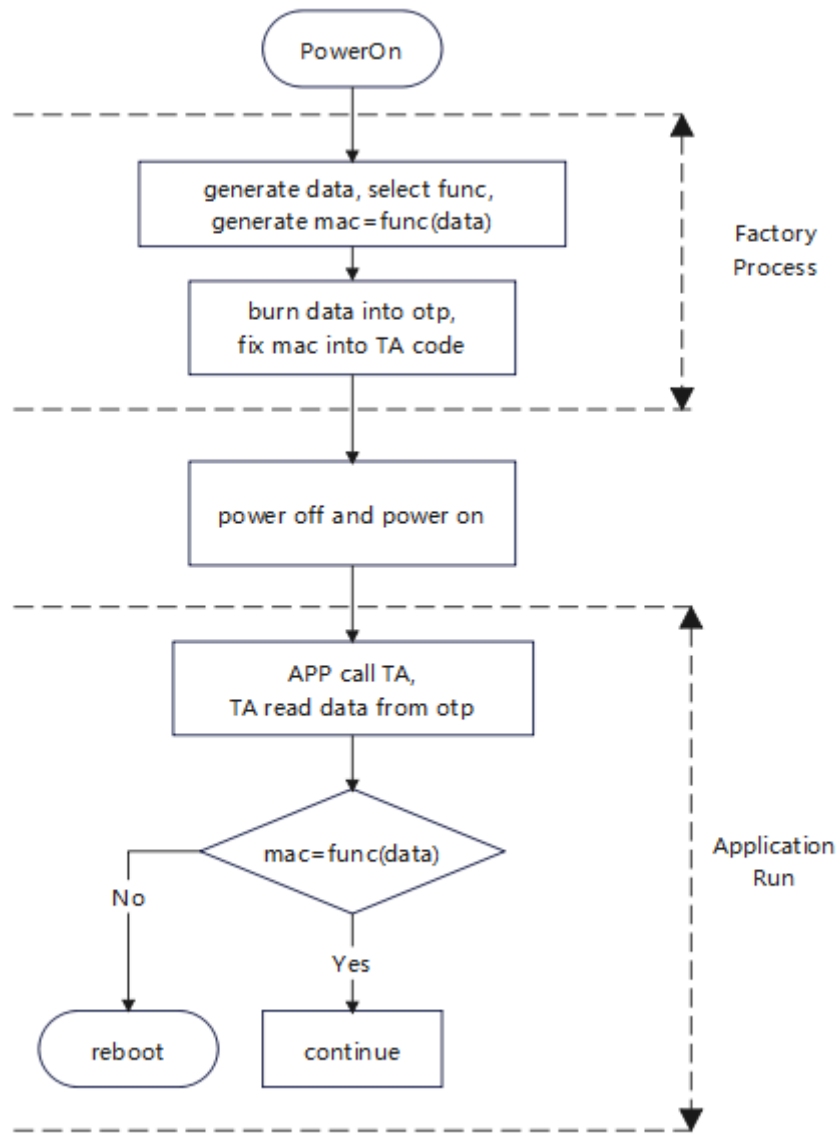 PowerOn
generate data, select func,
generate mac=func(data)
Factory
Process
burn data into otp,
fix mac into TA code
power off and power on
APP call TA,
TA read data from otp
mac=func(data)
Application
Run
No
Yes
reboot
continue